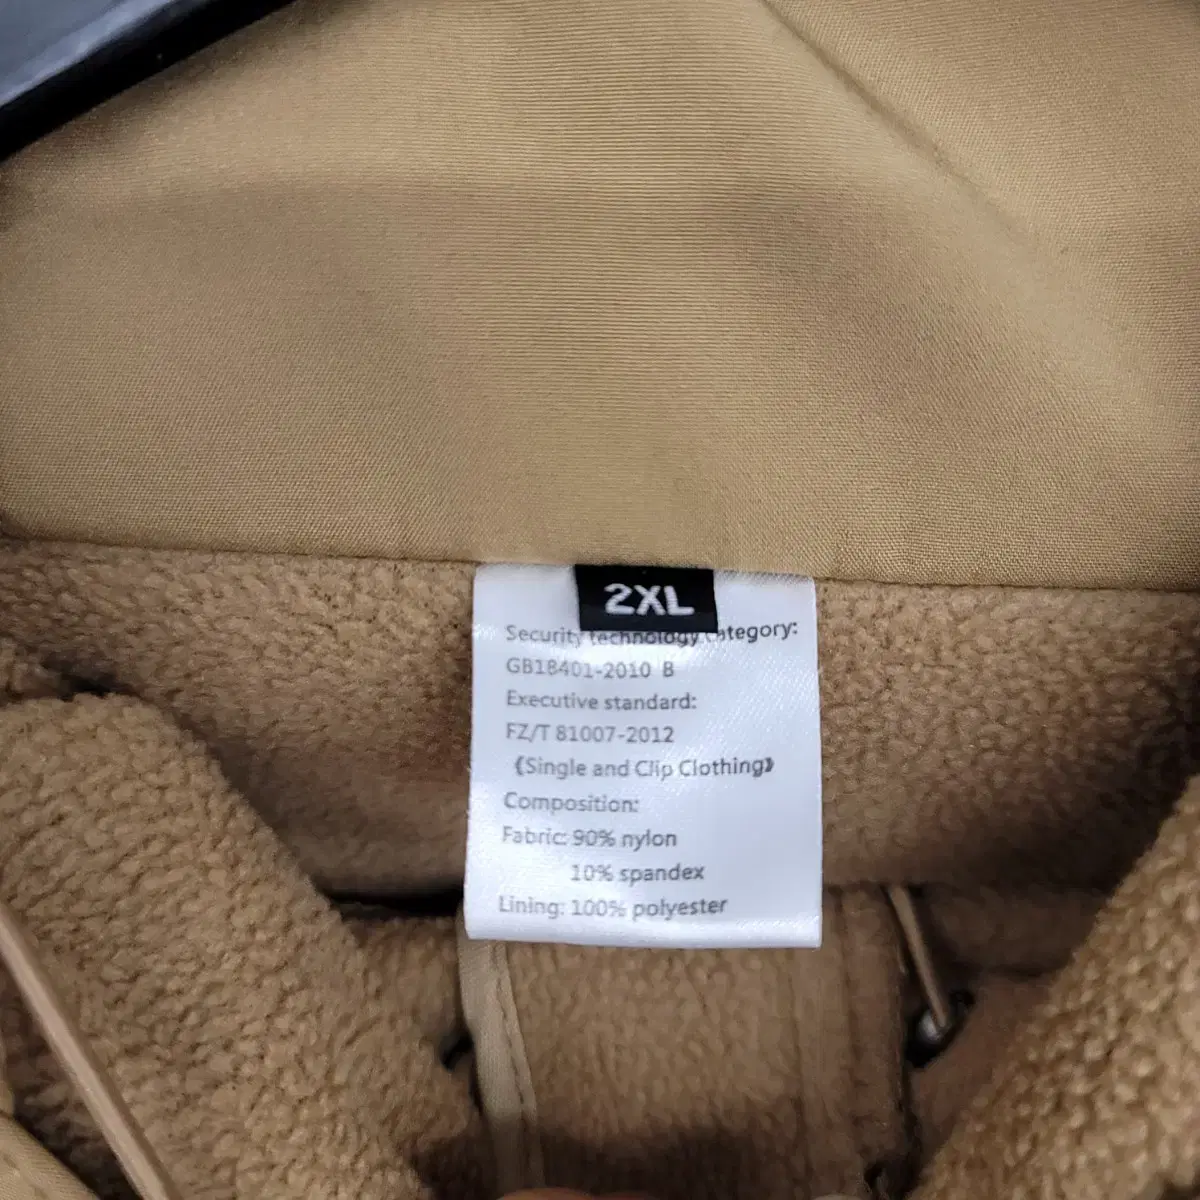 2XL
Security technology category:
GB18401-2010 B
Executive standard:
FZ/T 81007-2012
《Single and Clip Clothing》
Composition:
Fabric: 90% nylon
10% spandex
Lining: 100% polyester